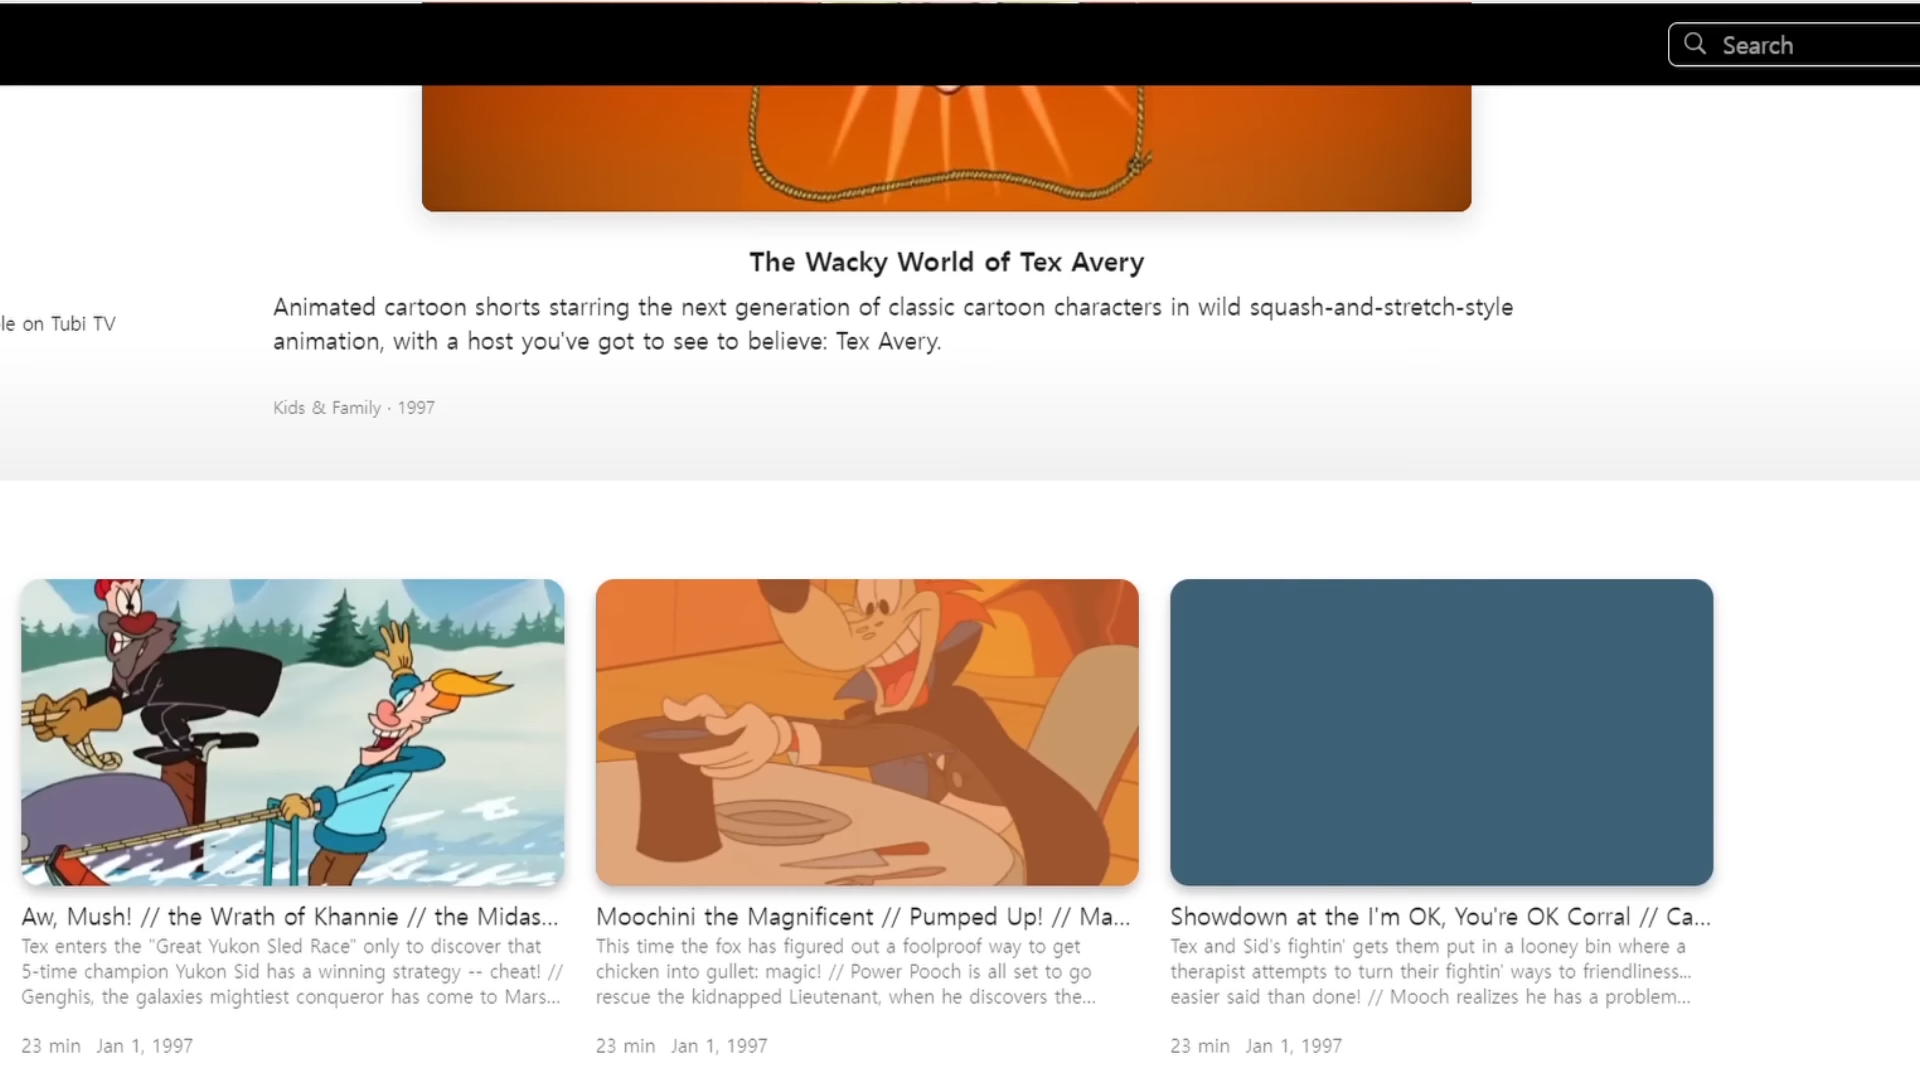 Search
The Wacky World of Tex Avery
Animated cartoon shorts starring the next generation of classic cartoon characters in wild squash-and-stretch-style
animation, with a host you've got to see to believe: Tex Avery.
le on Tubi TV
Kids & Family · 1997
Aw, Mush! // the Wrath of Khannie // the Midas...
Tex enters the "Great Yukon Sled Race" only to discover that
5-time champion Yukon Sid has a winning strategy -- cheat! //
Genghis, the galaxies mightiest conqueror has come to Mars...
23 min Jan 1, 1997
Moochini the Magnificent // Pumped Up! // Ma...
This time the fox has figured out a foolproof way to get
chicken into gullet: magic! // Power Pooch is all set to go
rescue the kidnapped Lieutenant, when he discovers the...
23 min Jan 1, 1997
Showdown at the I'm OK, You're OK Corral // Ca...
Tex and Sid's fightin' gets them put in a looney bin where a
therapist attempts to turn their fightin' ways to friendliness...
easier said than done! // Mooch realizes he has a problem...
23 min Jan 1, 1997